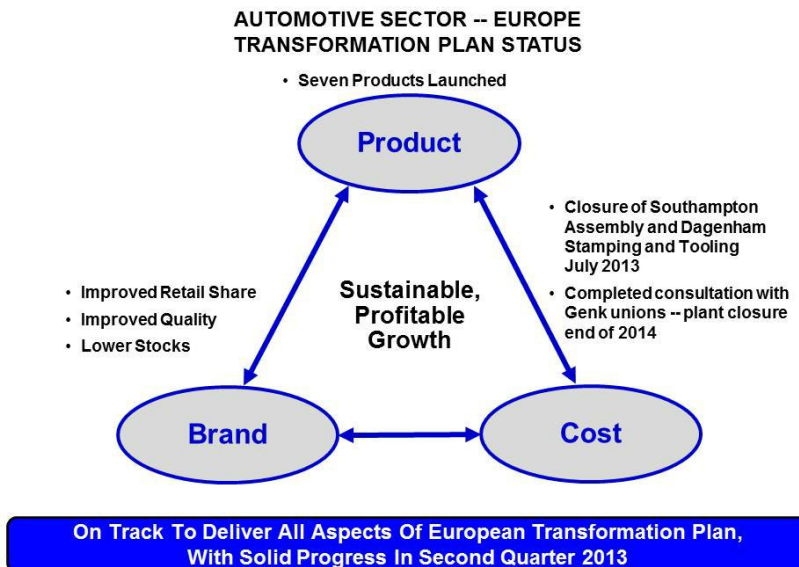 AUTOMOTIVE SECTOR -- EUROPE
TRANSFORMATION PLAN STATUS
• Seven Products Launched
Product
• Closure of Southampton
Assembly and Dagenham
Stamping and Tooling
July 2013
• Completed consultation with
Genk unions -- plant closure
end of 2014
• Improved Retail Share
• Improved Quality
• Lower Stocks
Sustainable,
Profitable
Growth
Brand
Cost
On Track To Deliver All Aspects Of European Transformation Plan,
With Solid Progress In Second Quarter 2013